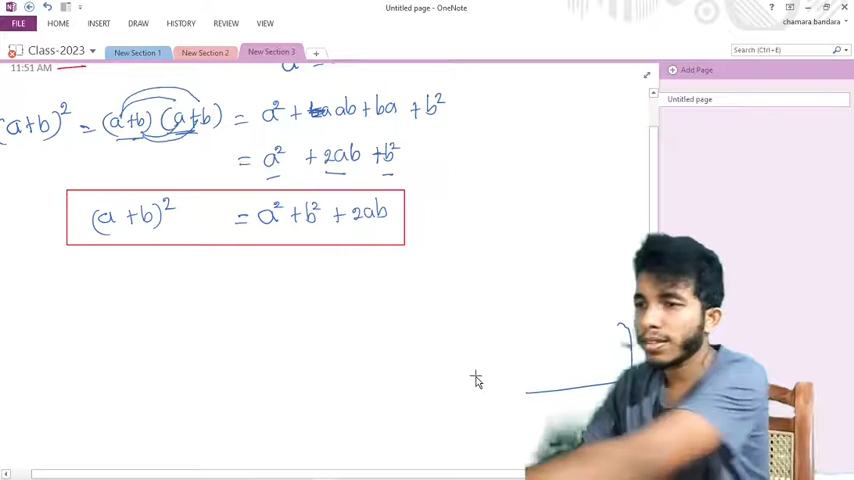 Untitled page - OneNote
chamara bandara
FILE HOME INSERT DRAW HISTORY REVIEW VIEW
Class-2023 New Section 1 New Section 2 New Section 3 +
Search (Ctrl+E)
11:51 AM
a =
Add Page
Untitled page
(a+b)² = (a+b)(a+b) = a² + ab + ba + b²
= a² + 2ab + b²
(a + b)² = a² + b² + 2ab